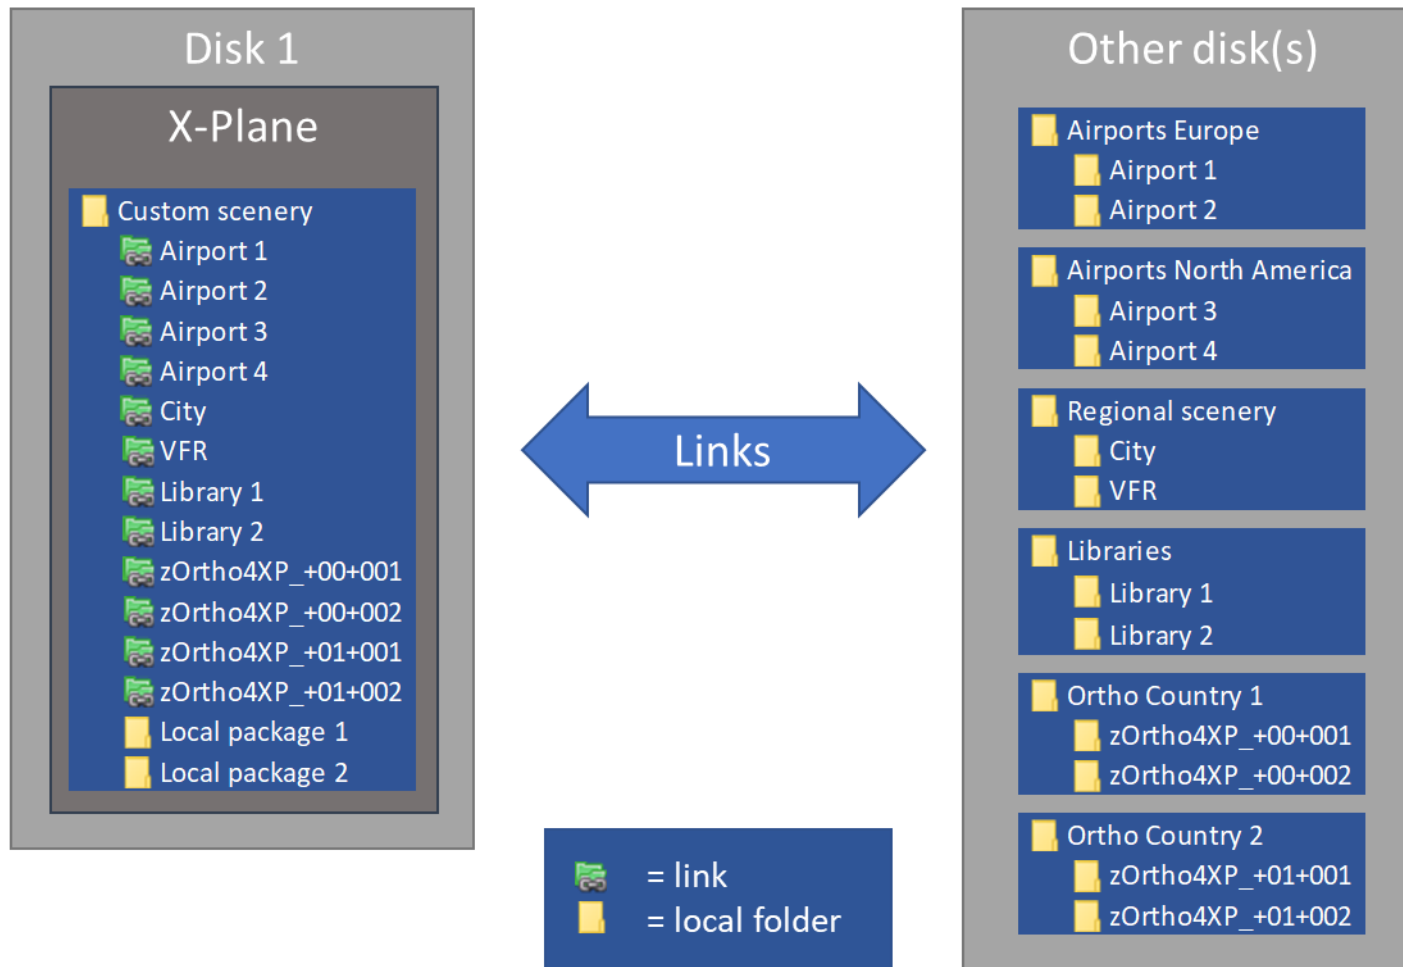 Disk 1
X-Plane
Custom scenery
Airport 1
Airport 2
Airport 3
Airport 4
City
VFR
Library 1
Library 2
zOrtho4XP_+00+001
zOrtho4XP_+00+002
zOrtho4XP_+01+001
zOrtho4XP_+01+002
Local package 1
Local package 2
Links
= link
= local folder
Other disk(s)
Airports Europe
Airport 1
Airport 2
Airports North America
Airport 3
Airport 4
Regional scenery
City
VFR
Libraries
Library 1
Library 2
Ortho Country 1
zOrtho4XP_+00+001
zOrtho4XP_+00+002
Ortho Country 2
zOrtho4XP_+01+001
zOrtho4XP_+01+002